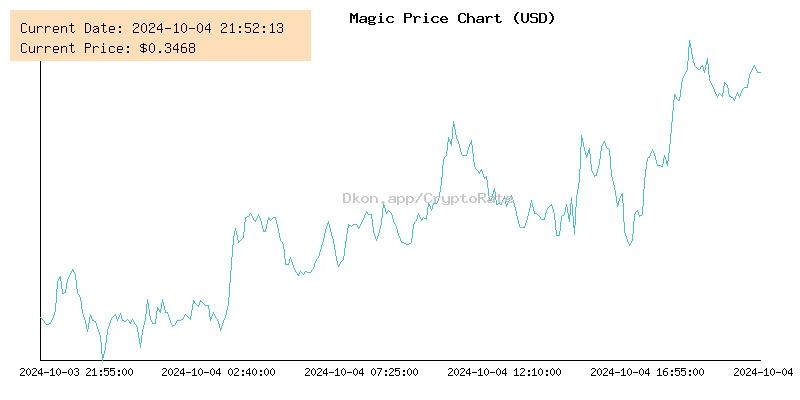 Magic Price Chart (USD)
Current Date: 2024-10-04 21:52:13
Current Price: $0.3468
Dkon.app/CryptoRate
2024-10-03 21:55:00
2024-10-04 02:40:00
2024-10-04 07:25:00
2024-10-04 12:10:00
2024-10-04 16:55:00
2024-10-04